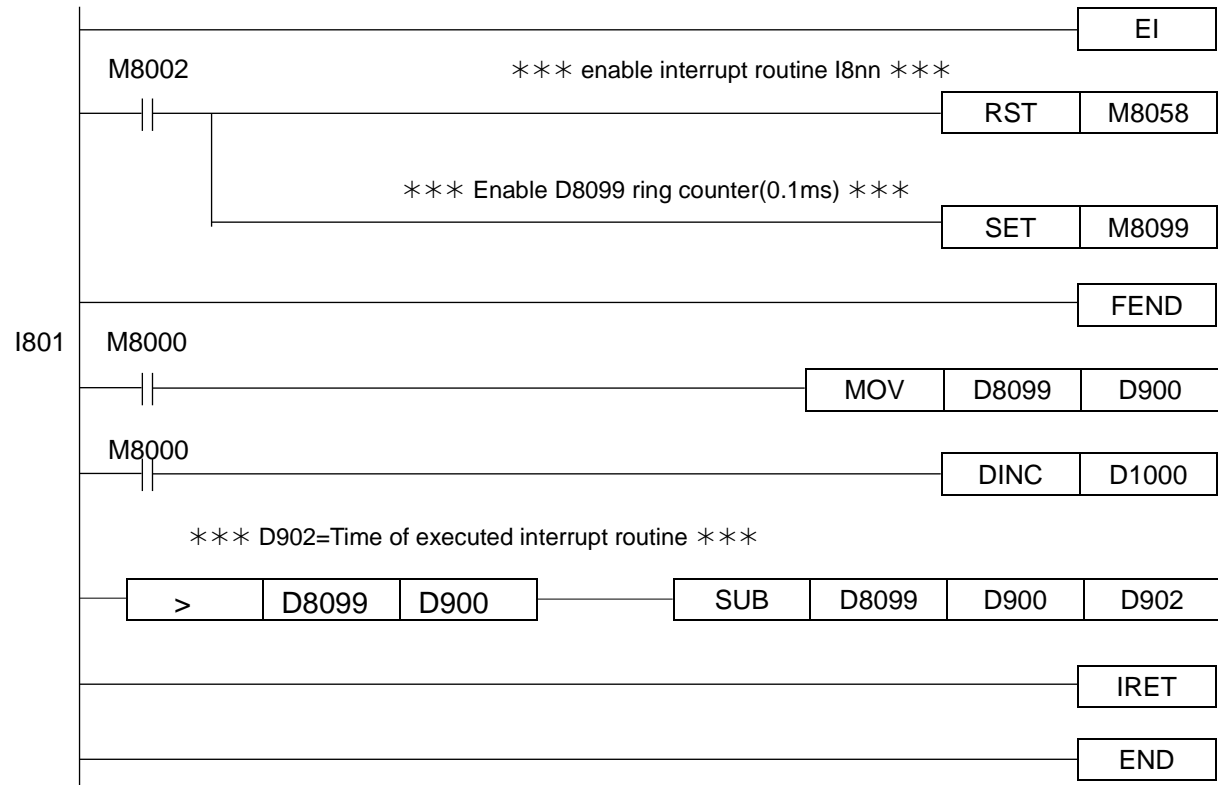 EI
M8002
*** enable interrupt routine I8nn ***
RST M8058
*** Enable D8099 ring counter(0.1ms) ***
SET M8099
FEND
I801 M8000
MOV D8099 D900
M8000
DINC D1000
*** D902=Time of executed interrupt routine ***
> D8099 D900 SUB D8099 D900 D902
IRET
END